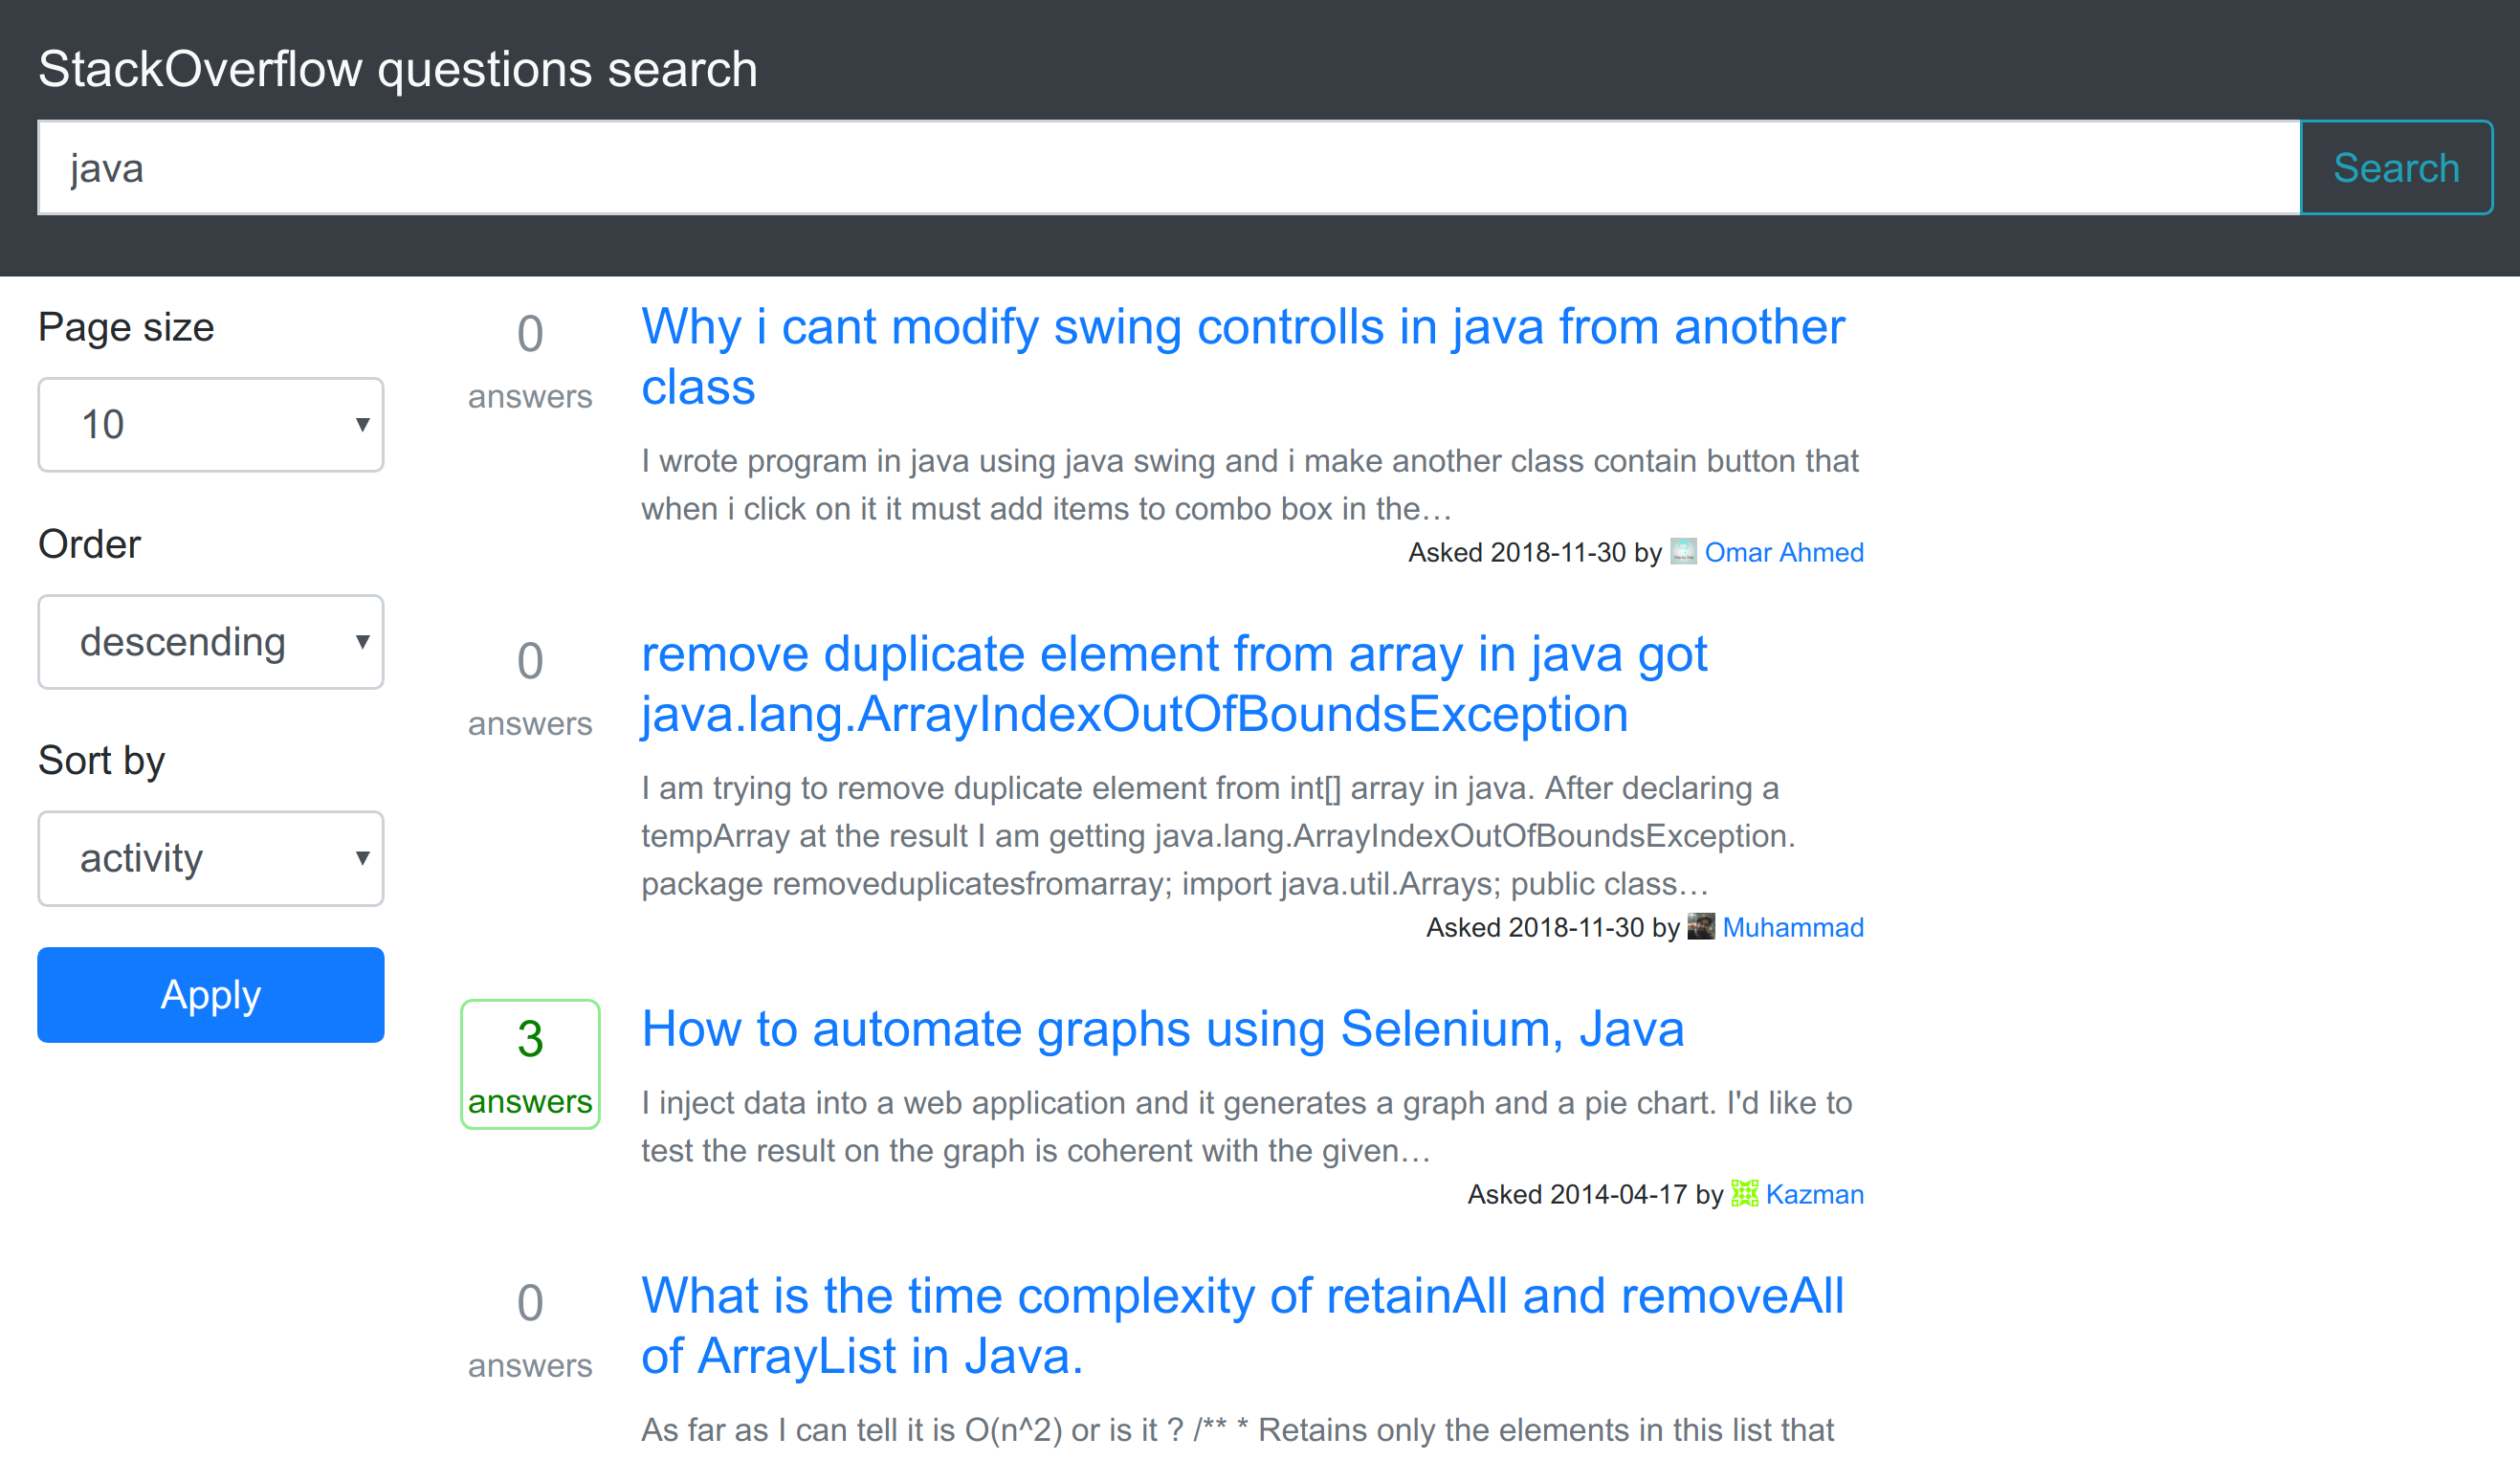 StackOverflow questions search
java
Search
Page size
10
Order
descending
Sort by
activity
Apply
0
answers
Why i cant modify swing controlls in java from another
class
I wrote program in java using java swing and i make another class contain button that
when i click on it it must add items to combo box in the…
Asked 2018-11-30 by Omar Ahmed
0
answers
remove duplicate element from array in java got
java.lang.ArrayIndexOutOfBoundsException
I am trying to remove duplicate element from int[] array in java. After declaring a
tempArray at the result I am getting java.lang.ArrayIndexOutOfBoundsException.
package removeduplicatesfromarray; import java.util.Arrays; public class…
Asked 2018-11-30 by Muhammad
3
answers
How to automate graphs using Selenium, Java
I inject data into a web application and it generates a graph and a pie chart. I'd like to
test the result on the graph is coherent with the given…
Asked 2014-04-17 by Kazman
0
answers
What is the time complexity of retainAll and removeAll
of ArrayList in Java.
As far as I can tell it is O(n^2) or is it ? /** * Retains only the elements in this list that